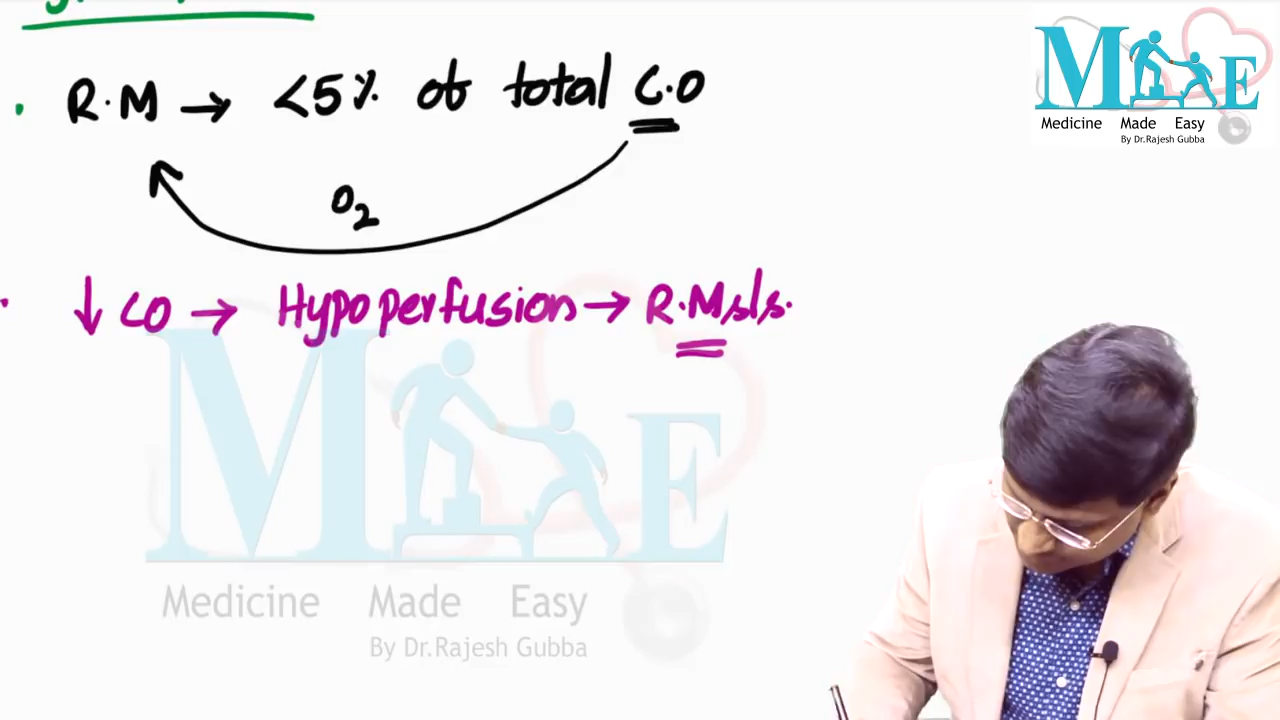 R.M → <5% of total C.O
O2
↓ CO → Hypoperfusion → R.M,s/s.
M E
Medicine Made Easy
By Dr.Rajesh Gubba
M E
Medicine Made Easy
By Dr.Rajesh Gubba